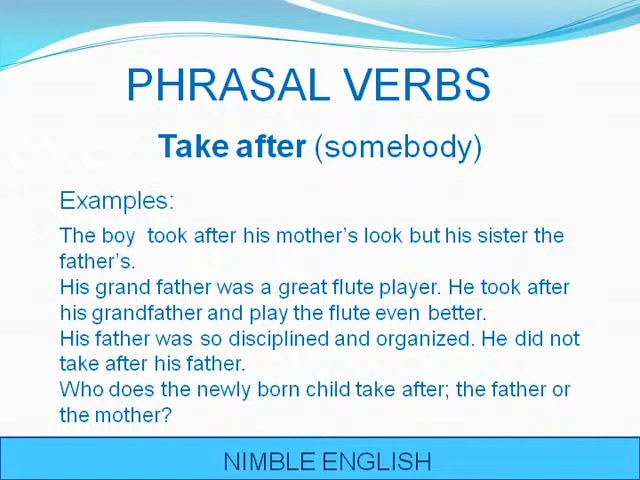 PHRASAL VERBS
Take after (somebody)
Examples:
The boy  took after his mother's look but his sister the
father's.
His grand father was a great flute player. He took after
his grandfather and play the flute even better.
His father was so disciplined and organized. He did not
take after his father.
Who does the newly born child take after; the father or
the mother?
NIMBLE ENGLISH